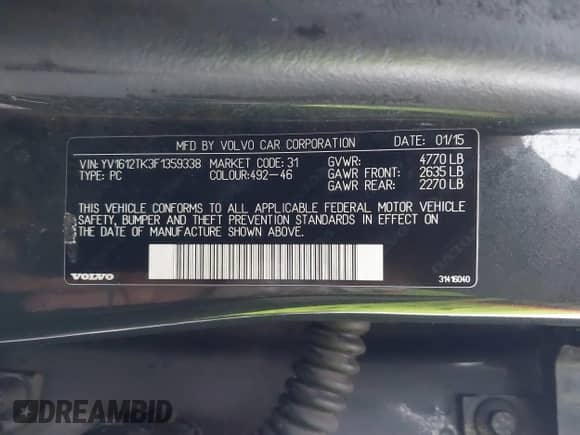 MFD BY VOLVO CAR CORPORATION DATE: 01/15
VIN: YV1612TK3F1359338 MARKET CODE: 31 GVWR: 4770 LB
TYPE: PC COLOUR:492-46 GAWR FRONT: 2635 LB
GAWR REAR: 2270 LB
THIS VEHICLE CONFORMS TO ALL APPLICABLE FEDERAL MOTOR VEHICLE
SAFETY, BUMPER AND THEFT PREVENTION STANDARDS IN EFFECT ON
THE DATE OF MANUFACTURE SHOWN ABOVE.
VOLVO 31416040
DREAMBID